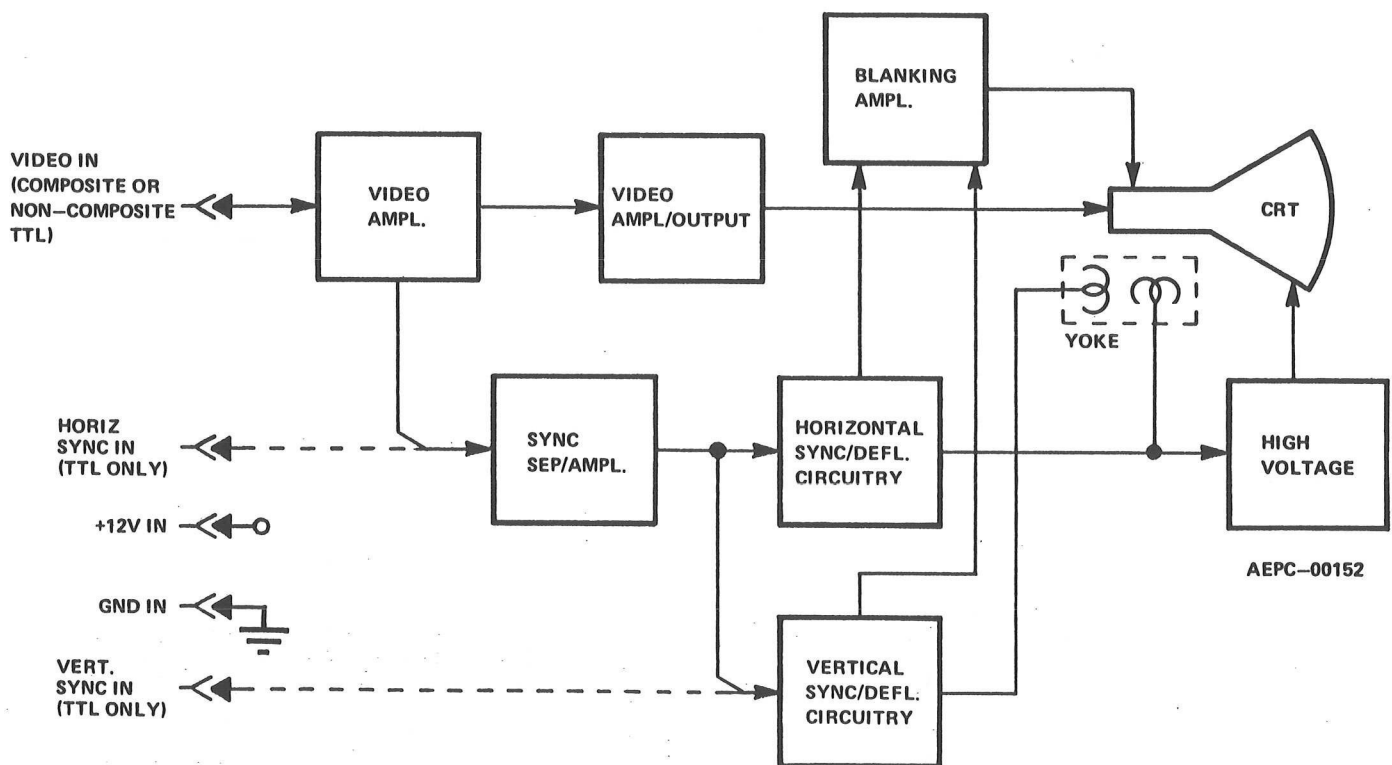 BLANKING
AMPL.
VIDEO IN
(COMPOSITE OR
NON–COMPOSITE
TTL)
VIDEO
AMPL.
VIDEO
AMPL/OUTPUT
CRT
YOKE
HORIZ
SYNC IN
(TTL ONLY)
SYNC
SEP/AMPL.
HORIZONTAL
SYNC/DEFL.
CIRCUITRY
HIGH
VOLTAGE
+12V IN
AEPC–00152
GND IN
VERT.
SYNC IN
(TTL ONLY)
VERTICAL
SYNC/DEFL.
CIRCUITRY